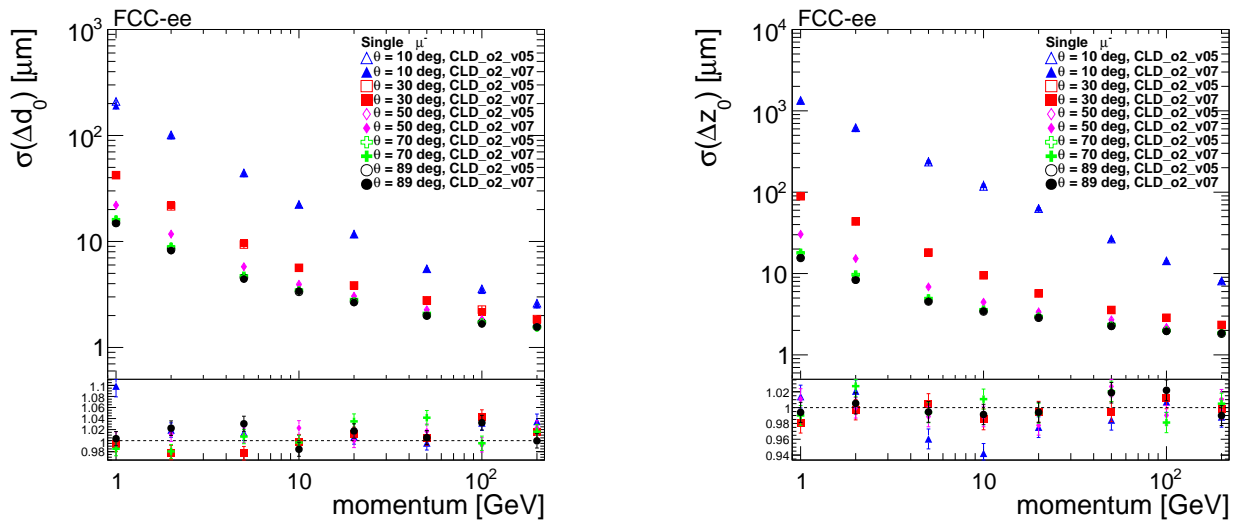 FCC-ee
σ(Δd₀) [μm]
10³
10²
10
1
Single μ⁻
θ = 10 deg, CLD_o2_v05
θ = 10 deg, CLD_o2_v07
θ = 30 deg, CLD_o2_v05
θ = 30 deg, CLD_o2_v07
θ = 50 deg, CLD_o2_v05
θ = 50 deg, CLD_o2_v07
θ = 70 deg, CLD_o2_v05
θ = 70 deg, CLD_o2_v07
θ = 89 deg, CLD_o2_v05
θ = 89 deg, CLD_o2_v07
1.1
1.08
1.06
1.04
1.02
1
0.98
1 10 10²
momentum [GeV]
FCC-ee
σ(Δz₀) [μm]
10⁴
10³
10²
10
1
Single μ⁻
θ = 10 deg, CLD_o2_v05
θ = 10 deg, CLD_o2_v07
θ = 30 deg, CLD_o2_v05
θ = 30 deg, CLD_o2_v07
θ = 50 deg, CLD_o2_v05
θ = 50 deg, CLD_o2_v07
θ = 70 deg, CLD_o2_v05
θ = 70 deg, CLD_o2_v07
θ = 89 deg, CLD_o2_v05
θ = 89 deg, CLD_o2_v07
1.02
1
0.98
0.96
0.94
1 10 10²
momentum [GeV]